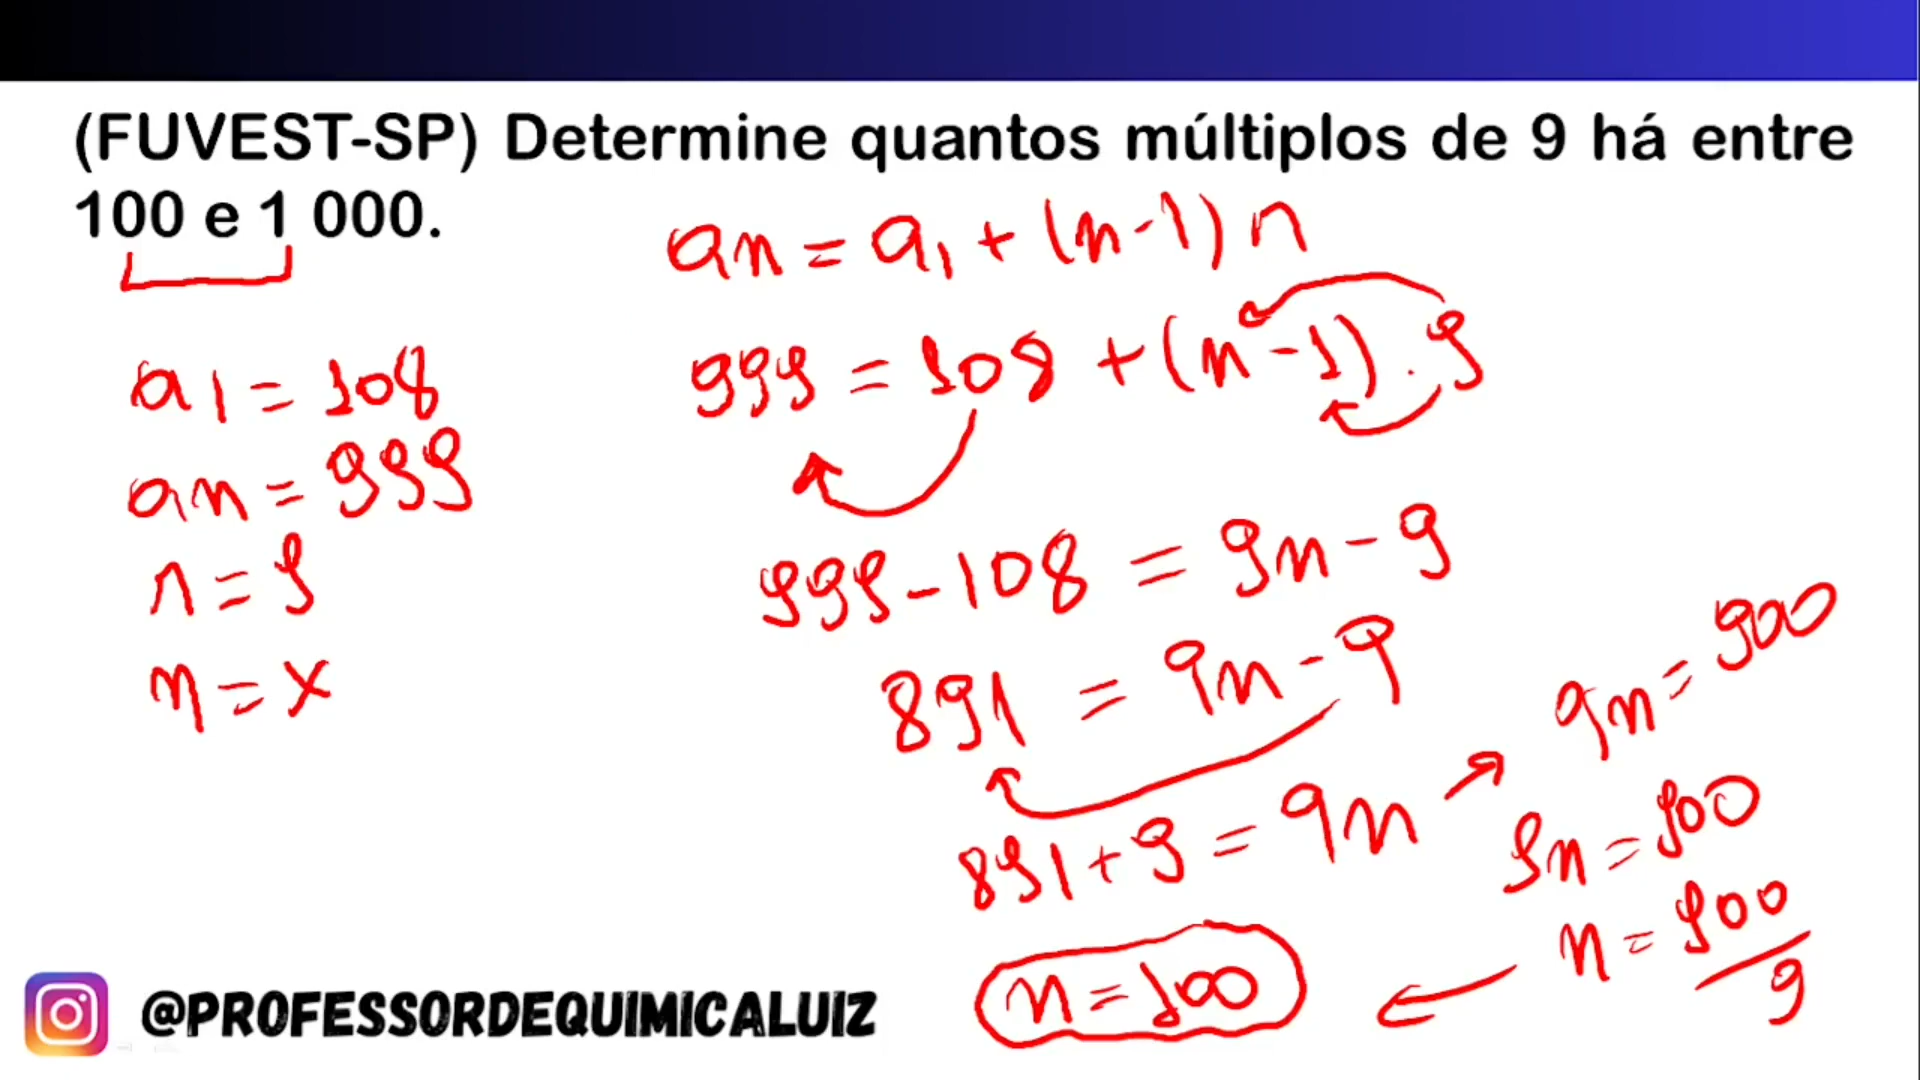 (FUVEST-SP) Determine quantos múltiplos de 9 há entre
100 e 1 000.
an = a1 + (n-1) r
a1 = 108
an = 999
r = 9
n = x
999 = 108 + (n - 1) . 9
999 - 108 = 9n - 9
891 = 9n - 9
891 + 9 = 9n
9n = 900
9n = 900
n = 900/9
n = 100
@PROFESSORDEQUIMICALUIZ